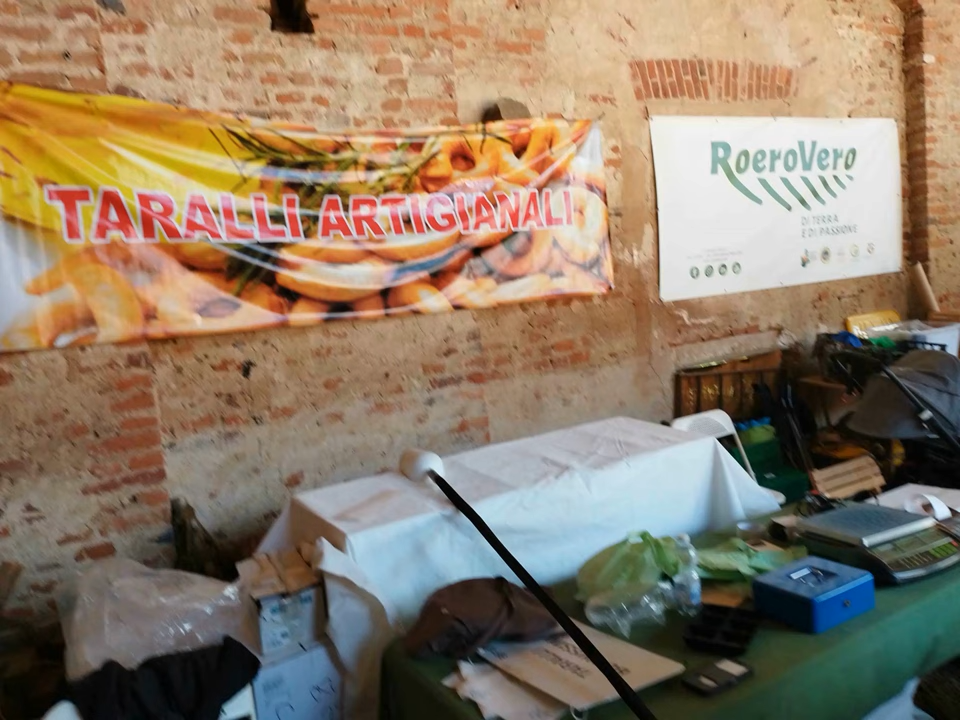 TARALLI ARTIGIANALI
RoeroVero
DI TERRA
E DI PASSIONE